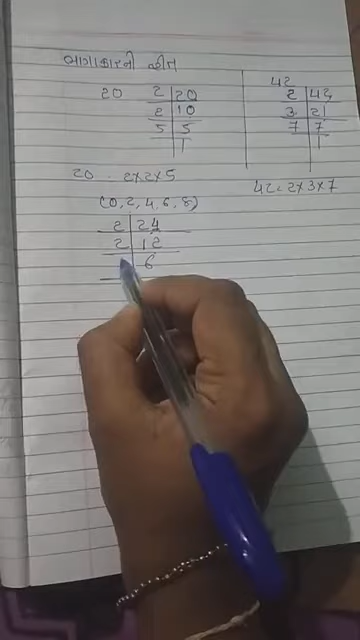 ભાગાકારની રીત
20
2 | 20
2 | 10
5 | 5
1
42
2 | 42
3 | 21
7 | 7
1
20 = 2×2×5
42 = 2×3×7
(0, 2, 4, 6, 8)
2 | 24
2 | 12
6